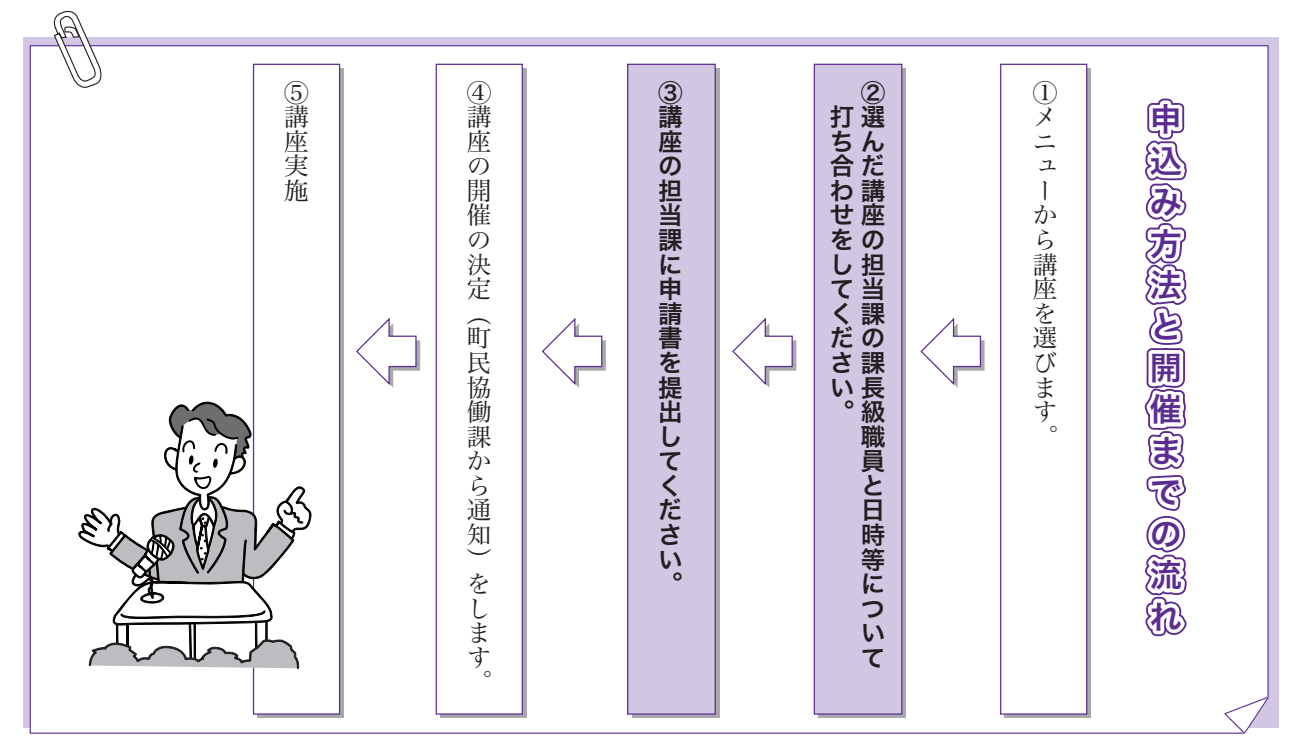 申込み方法と開催までの流れ
①メニューから講座を選びます。
②選んだ講座の担当課の課長級職員と日時等について
打ち合わせをしてください。
③講座の担当課に申請書を提出してください。
④講座の開催の決定（町民協働課から通知）をします。
⑤講座実施